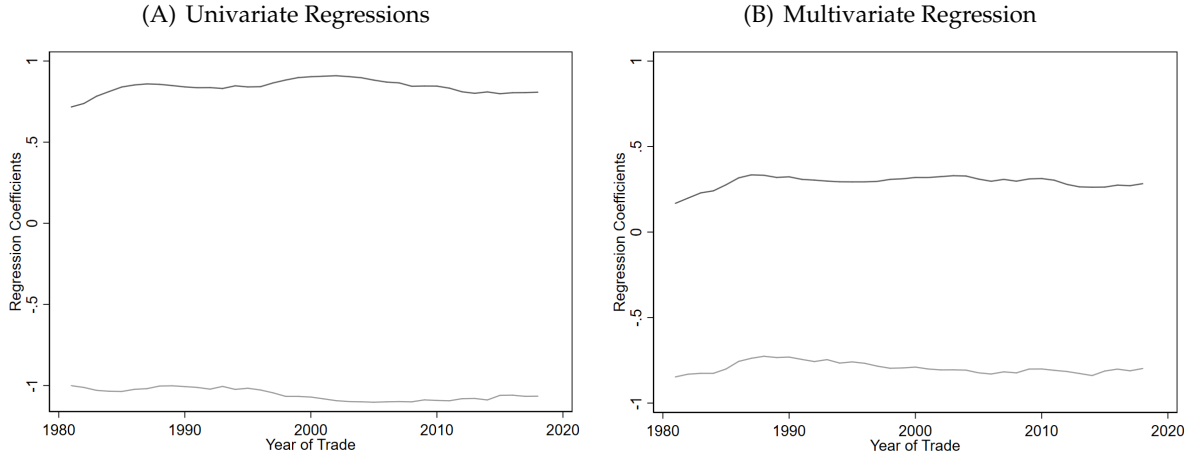 (A) Univariate Regressions
Regression Coefficients
1
.5
0
-.5
-1
1980 1990 2000 2010 2020
Year of Trade
(B) Multivariate Regression
Regression Coefficients
1
.5
0
-.5
-1
1980 1990 2000 2010 2020
Year of Trade